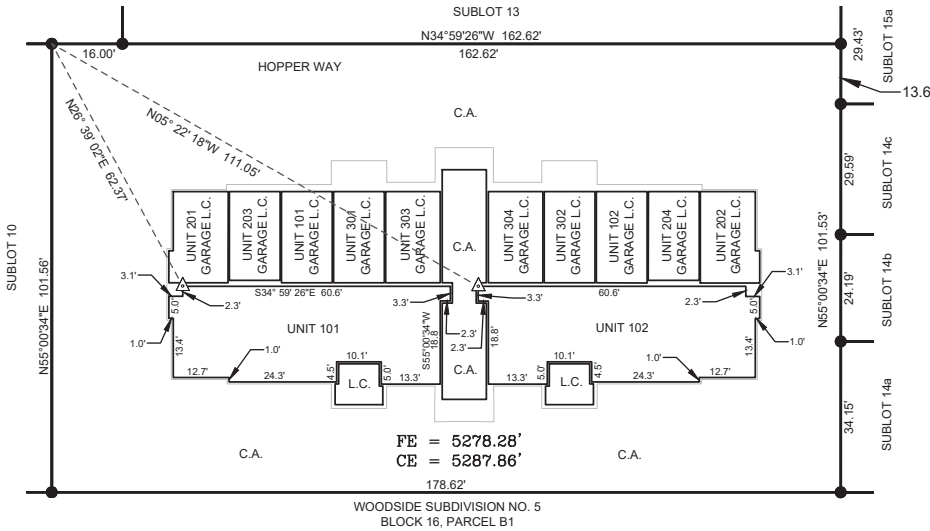 SUBLOT 13
N34°59'26"W 162.62'
16.00'
162.62'
HOPPER WAY
C.A.
29.43'
SUBLOT 15a
13.6
N26° 39' 02"E 62.37'
N05° 22' 18"W 111.05'
29.59'
SUBLOT 14c
UNIT 201
GARAGE L.C.
UNIT 203
GARAGE L.C.
UNIT 101
GARAGE L.C.
UNIT 301
GARAGE L.C.
UNIT 303
GARAGE L.C.
C.A.
UNIT 304
GARAGE L.C.
UNIT 302
GARAGE L.C.
UNIT 102
GARAGE L.C.
UNIT 204
GARAGE L.C.
UNIT 202
GARAGE L.C.
SUBLOT 10
N55°00'34"E 101.56'
N55°00'34"E 101.53'
24.19'
SUBLOT 14b
3.1'
2.3'
5.0'
1.0'
13.4'
S34° 59' 26"E 60.6'
3.3'
3.3'
60.6'
2.3'
3.1'
5.0'
1.0'
13.4'
UNIT 101
S55°00'34"W
18.8'
2.3'
2.3'
18.8'
UNIT 102
1.0'
12.7'
24.3'
4.5'
10.1'
5.0'
L.C.
13.3'
C.A.
13.3'
5.0'
10.1'
4.5'
L.C.
24.3'
1.0'
12.7'
34.15'
SUBLOT 14a
FE = 5278.28'
CE = 5287.86'
C.A.
C.A.
178.62'
WOODSIDE SUBDIVISION NO. 5
BLOCK 16, PARCEL B1